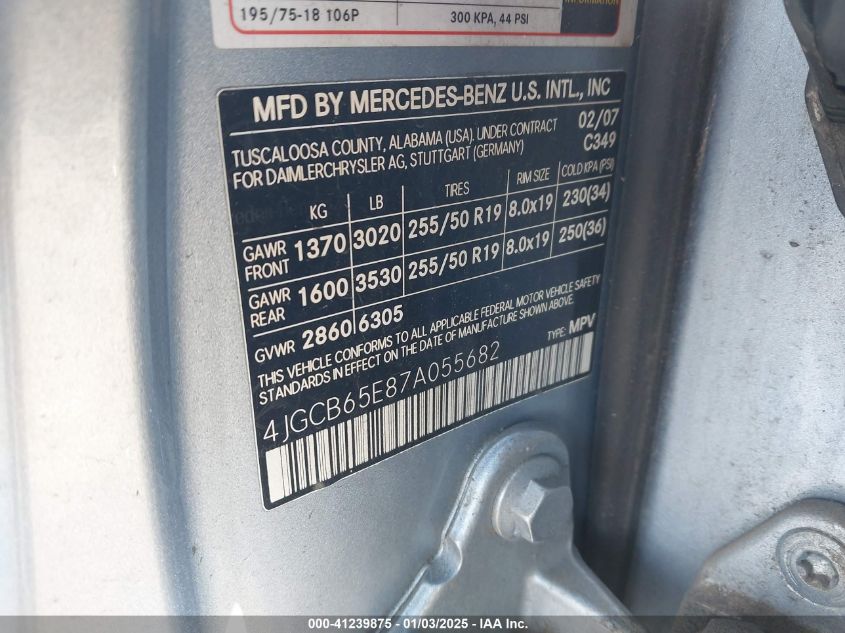 195/75-18 106P 300 KPA, 44 PSI INFORMATION
MFD BY MERCEDES-BENZ U.S. INTL., INC
TUSCALOOSA COUNTY, ALABAMA (USA). UNDER CONTRACT 02/07
FOR DAIMLERCHRYSLER AG, STUTTGART (GERMANY) C349
KG LB TIRES RIM SIZE COLD KPA (PSI)
GAWR FRONT 1370 3020 255/50 R19 8.0x19 230(34)
GAWR REAR 1600 3530 255/50 R19 8.0x19 250(36)
GVWR 2860 6305
THIS VEHICLE CONFORMS TO ALL APPLICABLE FEDERAL MOTOR VEHICLE SAFETY
STANDARDS IN EFFECT ON THE DATE OF MANUFACTURE SHOWN ABOVE.
TYPE: MPV
4JGCB65E87A055682
000-41239875 - 01/03/2025 - IAA Inc.